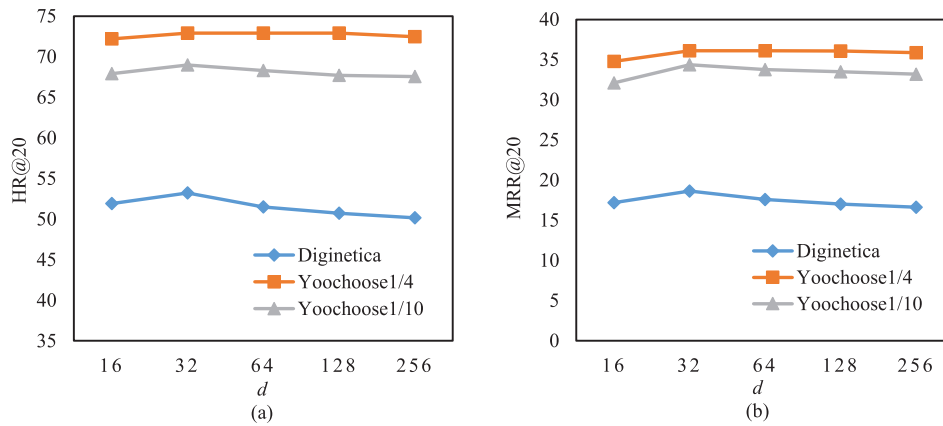 75
70
65
60
55
50
45
40
35
HR@20
Diginetica
Yoochoose1/4
Yoochoose1/10
16 32 64 128 256
d
(a)
40
35
30
25
20
15
10
5
0
MRR@20
Diginetica
Yoochoose1/4
Yoochoose1/10
16 32 64 128 256
d
(b)